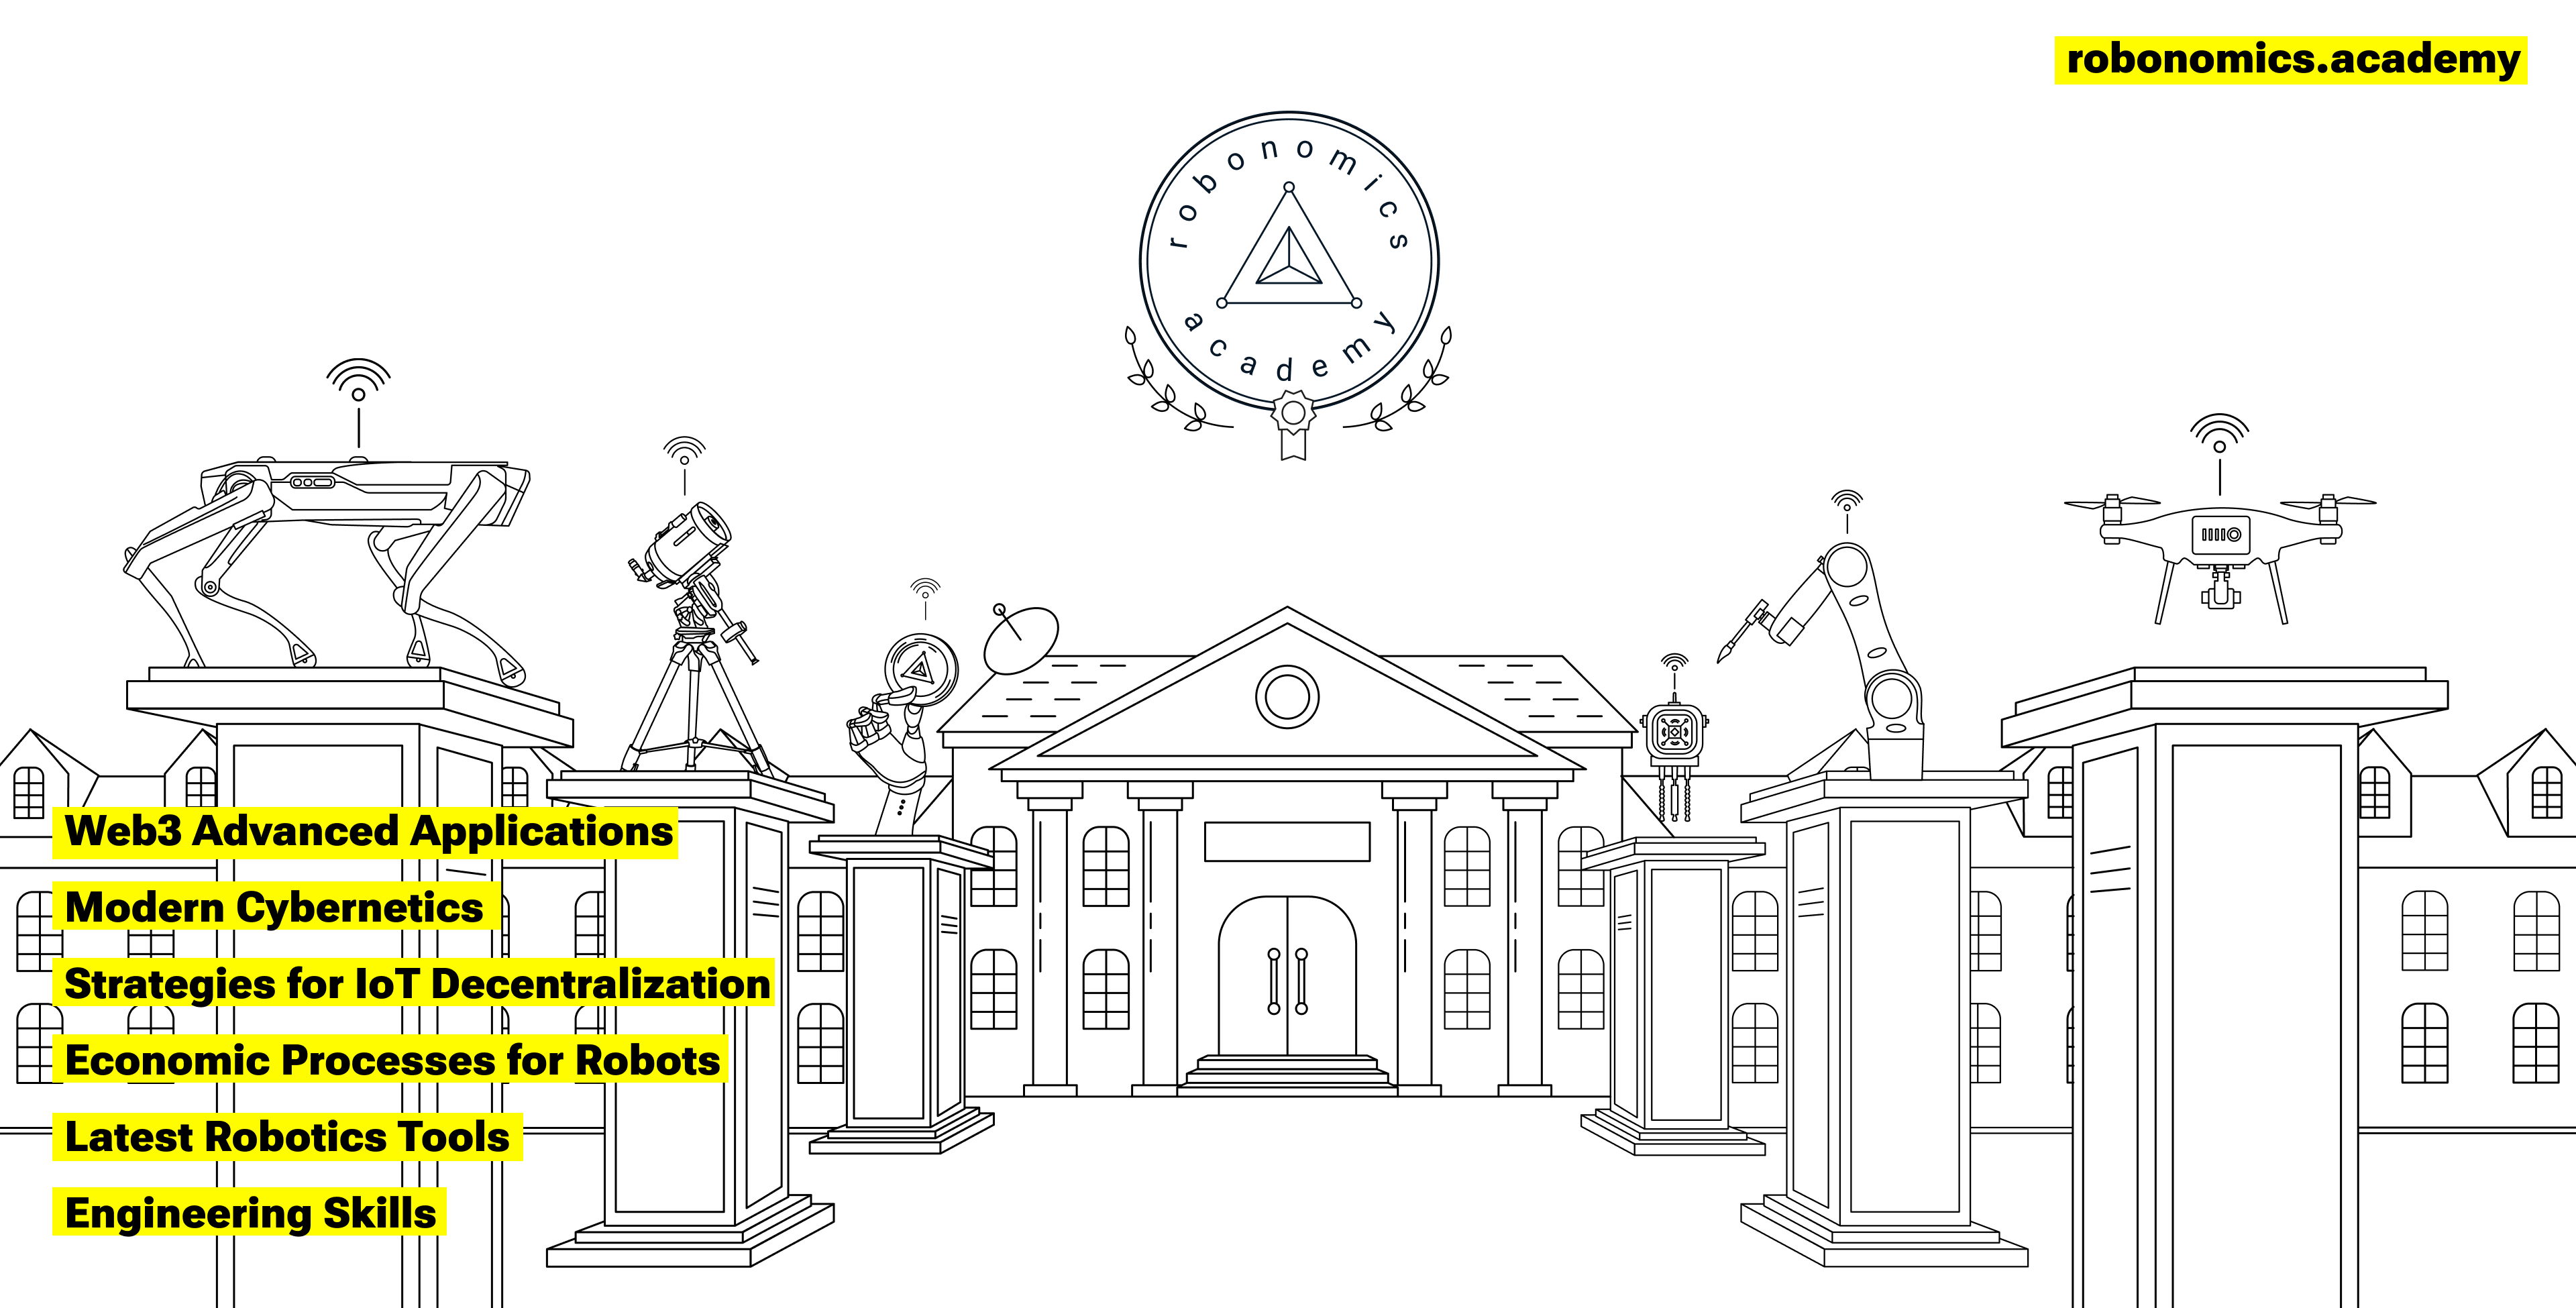 robonomics.academy
robonomics
academy
Web3 Advanced Applications
Modern Cybernetics
Strategies for IoT Decentralization
Economic Processes for Robots
Latest Robotics Tools
Engineering Skills